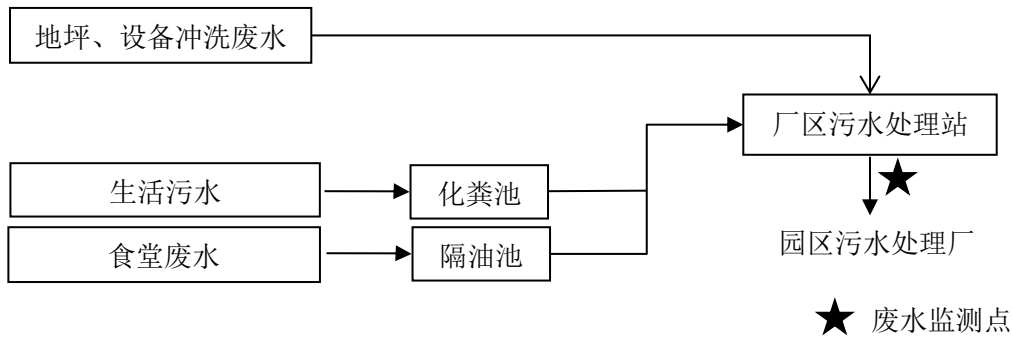 地坪、设备冲洗废水
厂区污水处理站
生活污水
化粪池
食堂废水
隔油池
园区污水处理厂
废水监测点